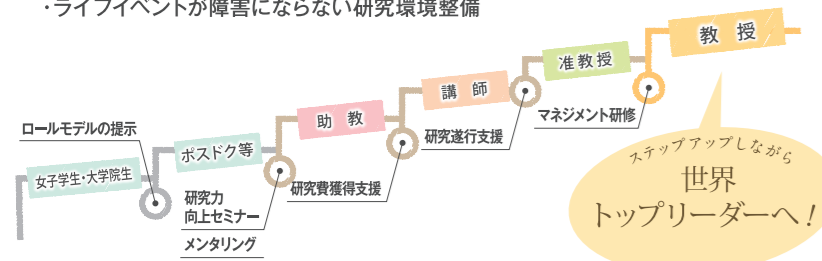 ・ライフイベントが障害にならない研究環境整備
教 授
准教授
講 師
助 教
ポスドク等
女子学生・大学院生
ロールモデルの提示
研究力
向上セミナー
メンタリング
研究費獲得支援
研究遂行支援
マネジメント研修
ステップアップしながら
世界
トップリーダーへ！